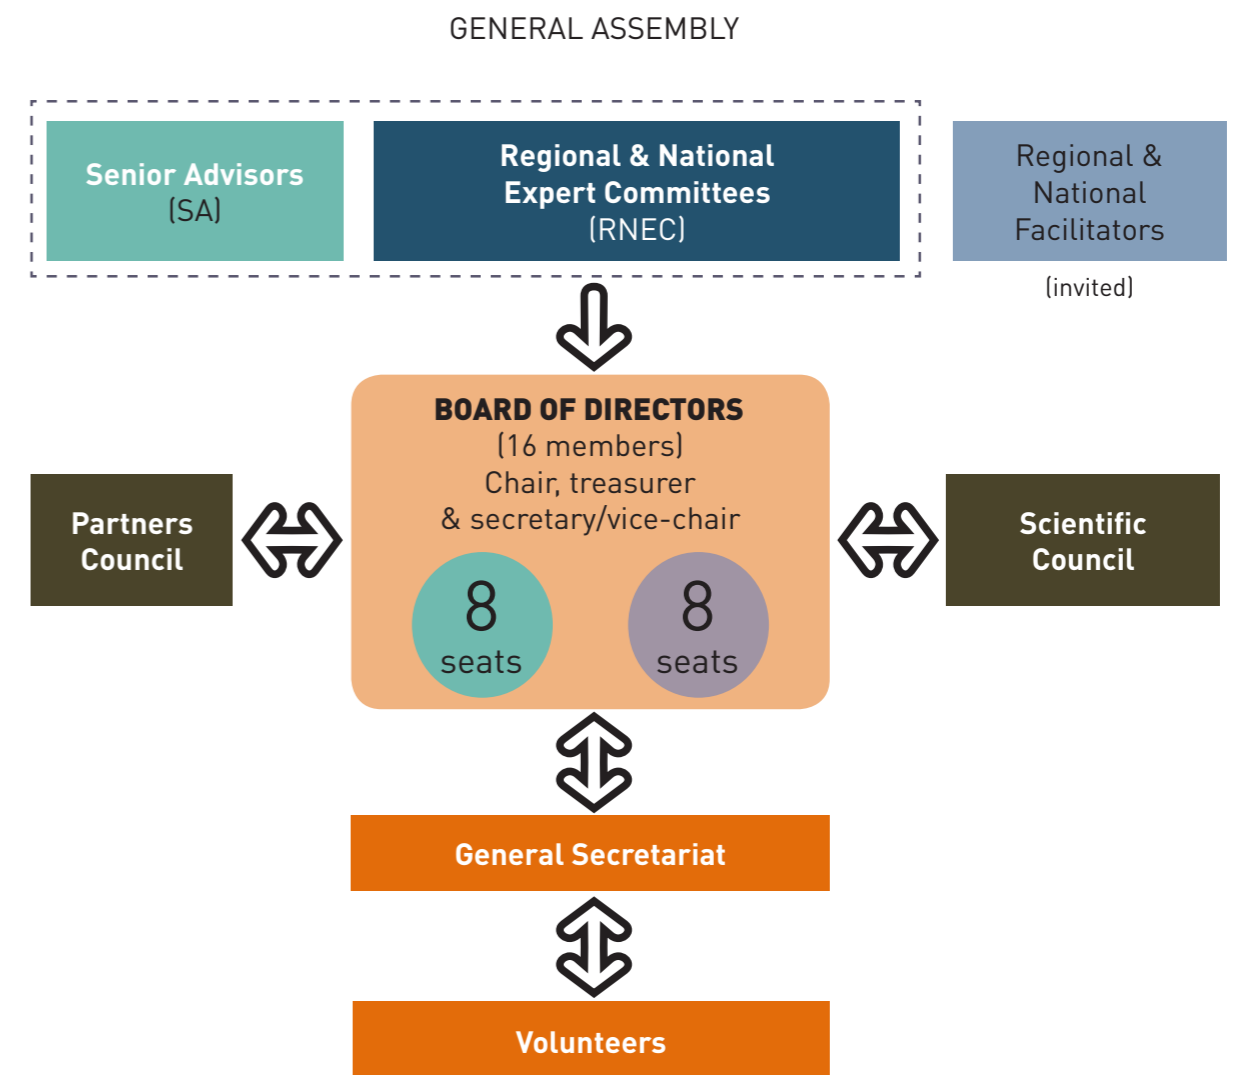 GENERAL ASSEMBLY
Senior Advisors
(SA)
Regional & National
Expert Committees
(RNEC)
Regional &
National
Facilitators
(invited)
BOARD OF DIRECTORS
(16 members)
Chair, treasurer
& secretary/vice-chair
8
seats
8
seats
Partners
Council
Scientific
Council
General Secretariat
Volunteers